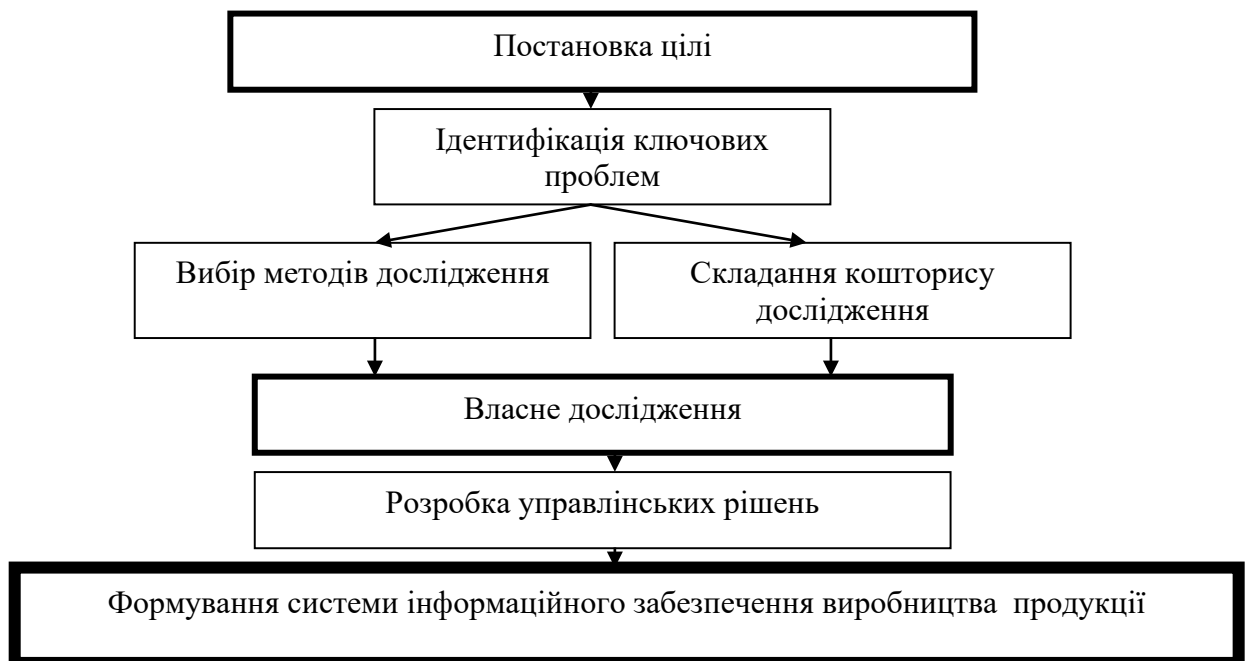 Постановка цілі
Ідентифікація ключових
проблем
Вибір методів дослідження
Складання кошторису
дослідження
Власне дослідження
Розробка управлінських рішень
Формування системи інформаційного забезпечення виробництва  продукції